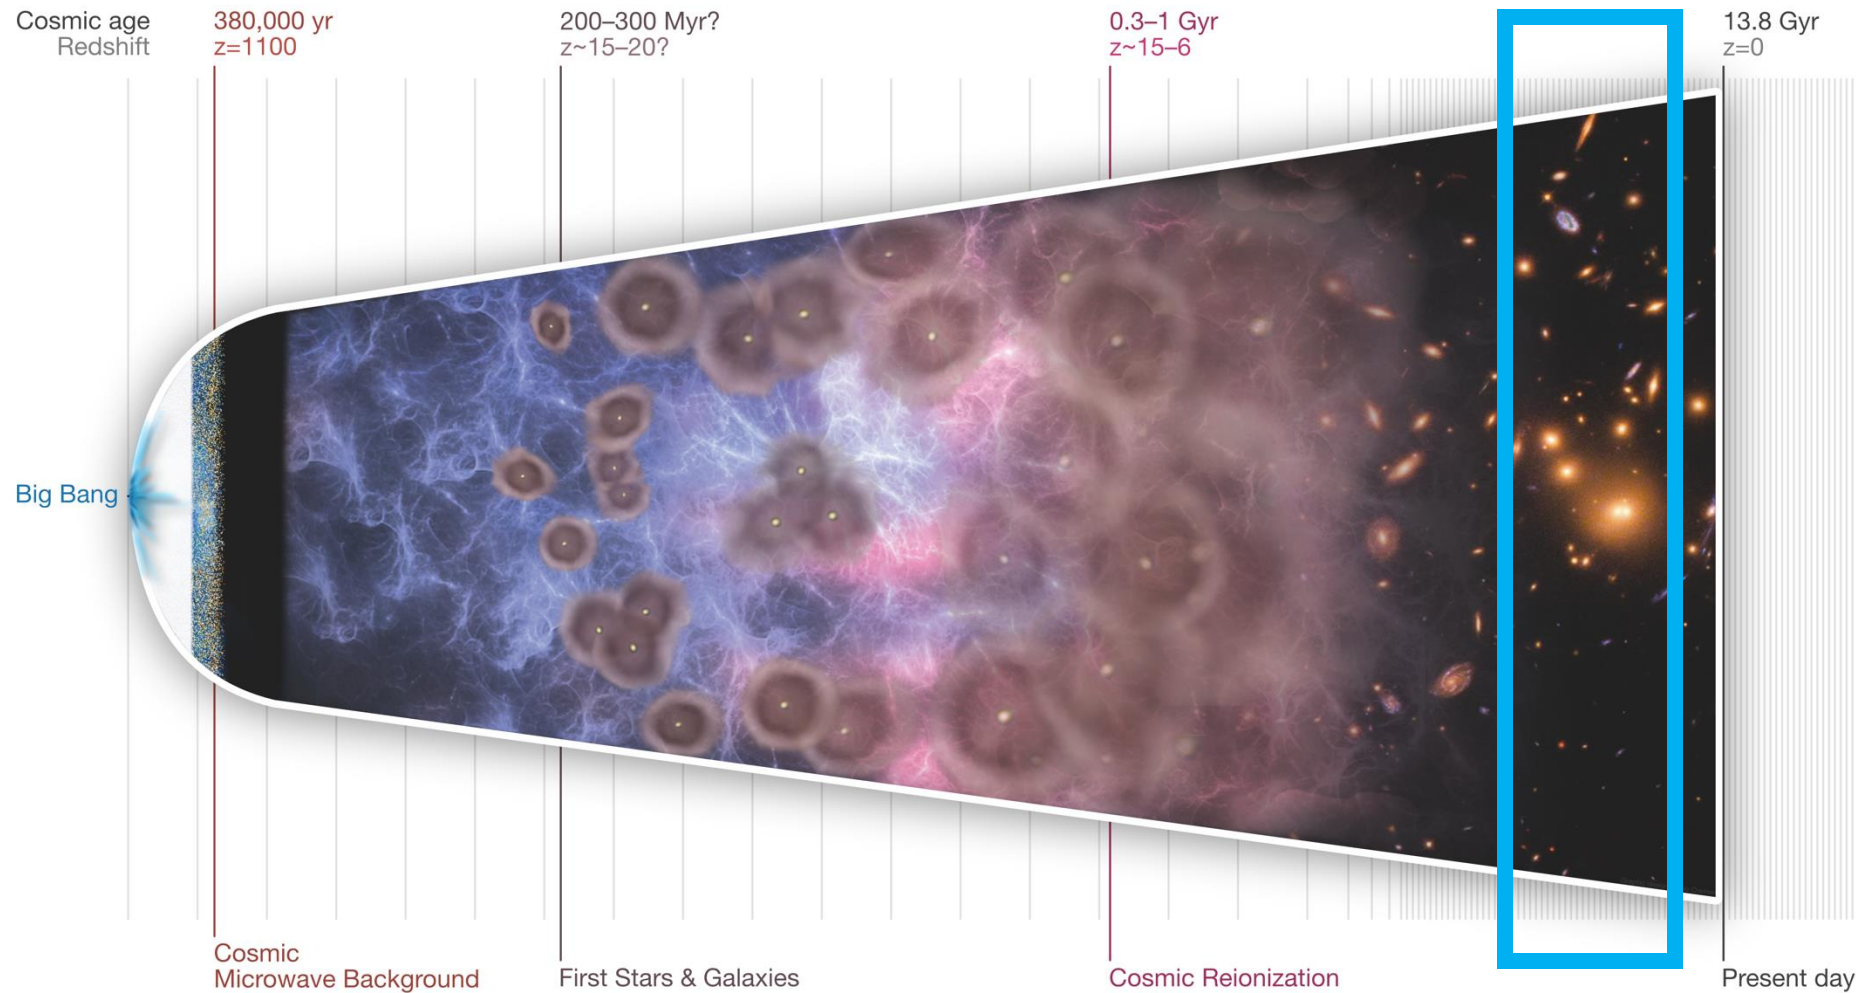 Cosmic age
Redshift
380,000 yr
z=1100
200–300 Myr?
z~15–20?
0.3–1 Gyr
z~15–6
13.8 Gyr
z=0
Big Bang
Cosmic
Microwave Background
First Stars & Galaxies
Cosmic Reionization
Present day